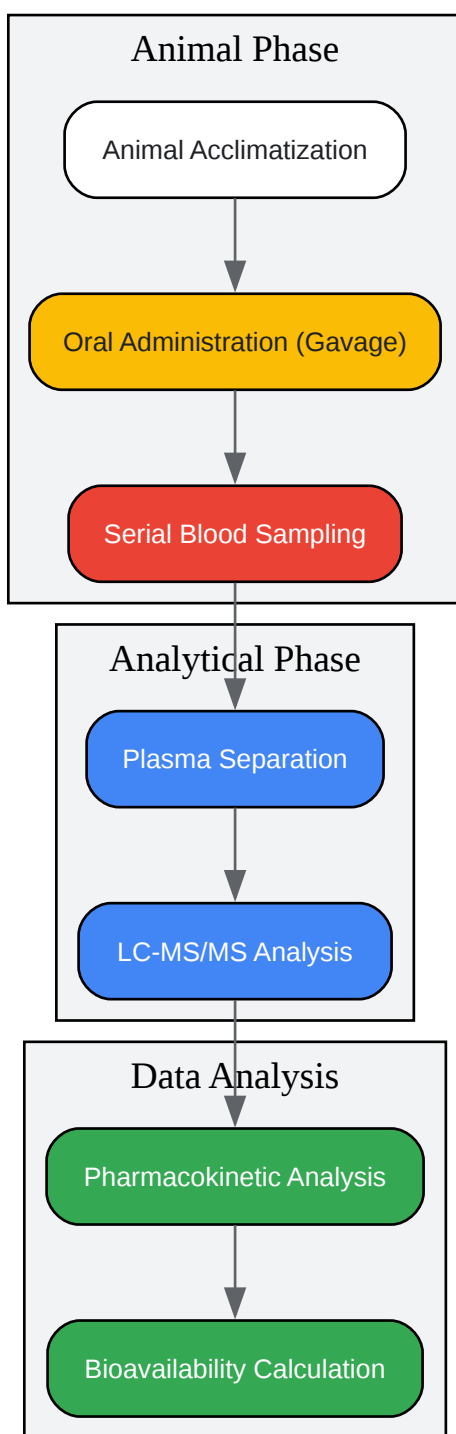 Animal Phase
Animal Acclimatization
Oral Administration (Gavage)
Serial Blood Sampling
Analytical Phase
Plasma Separation
LC-MS/MS Analysis
Data Analysis
Pharmacokinetic Analysis
Bioavailability Calculation